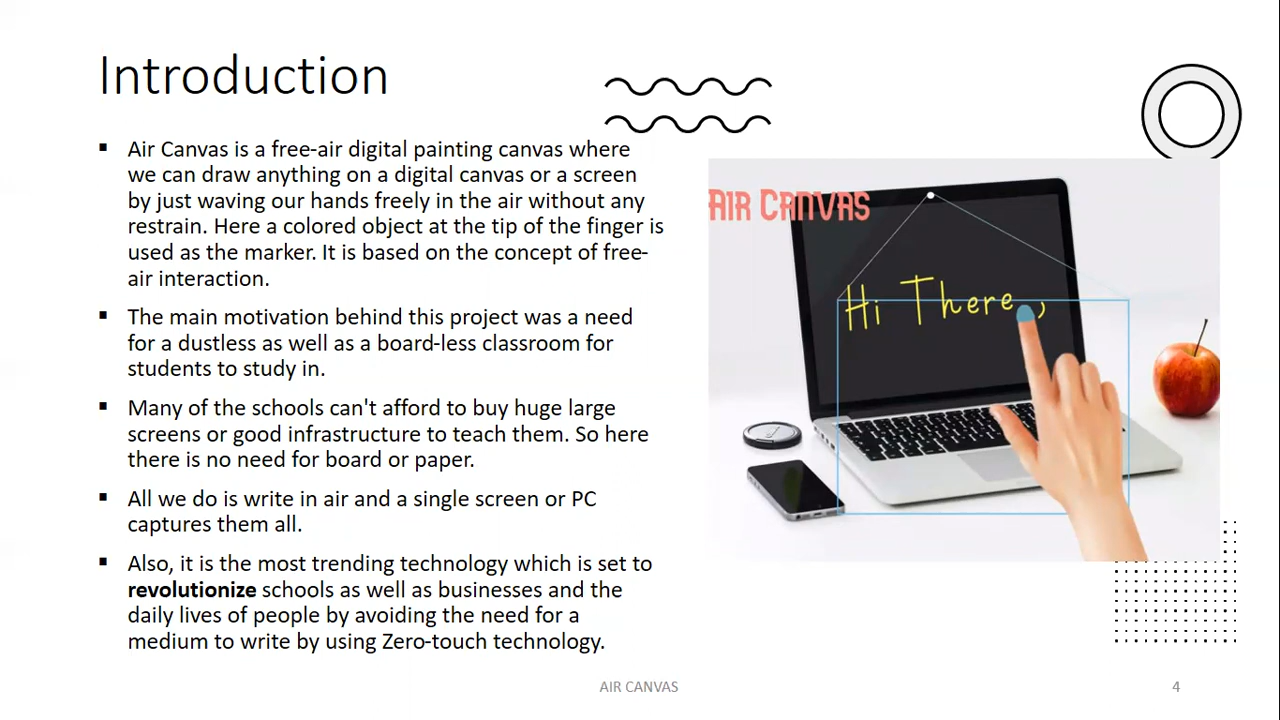 Introduction
▪ Air Canvas is a free-air digital painting canvas where
we can draw anything on a digital canvas or a screen
by just waving our hands freely in the air without any
restrain. Here a colored object at the tip of the finger is
used as the marker. It is based on the concept of free-
air interaction.
▪ The main motivation behind this project was a need
for a dustless as well as a board-less classroom for
students to study in.
▪ Many of the schools can't afford to buy huge large
screens or good infrastructure to teach them. So here
there is no need for board or paper.
▪ All we do is write in air and a single screen or PC
captures them all.
▪ Also, it is the most trending technology which is set to
revolutionize schools as well as businesses and the
daily lives of people by avoiding the need for a
medium to write by using Zero-touch technology.
AIR CANVAS
Hi There,
AIR CANVAS
4